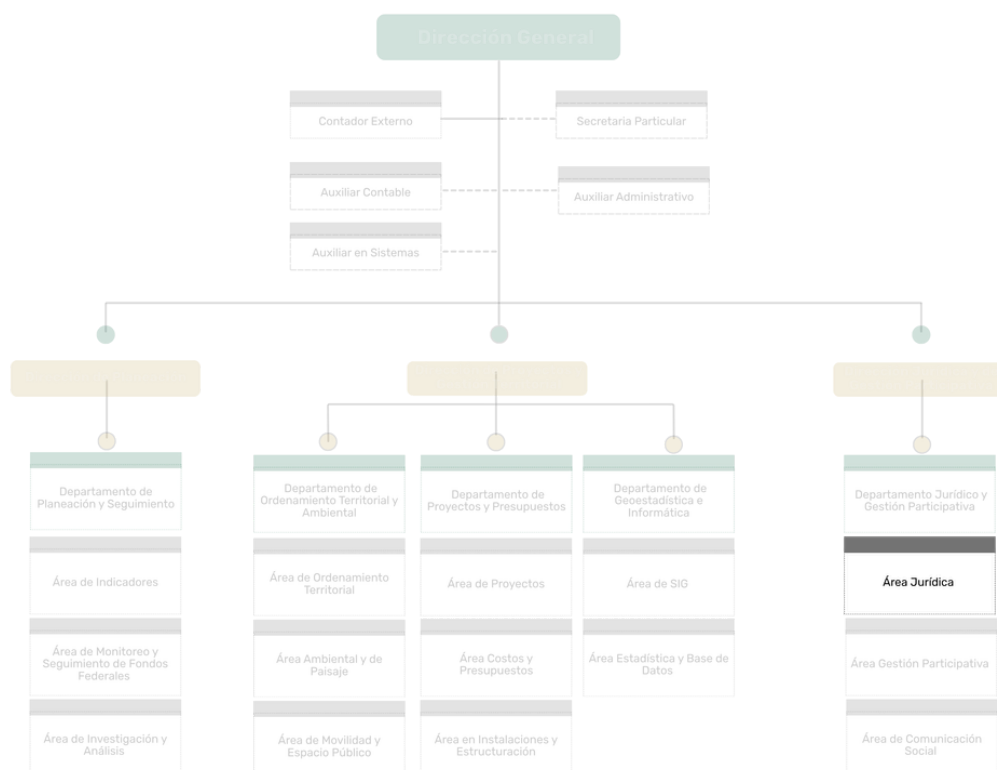 Dirección General
Contador Externo
Secretaria Particular
Auxiliar Contable
Auxiliar Administrativo
Auxiliar en Sistemas
Departamento de
Planeación y Seguimiento
Departamento de
Ordenamiento Territorial y
Ambiental
Departamento de
Proyectos y Presupuestos
Departamento de
Geoestadística e
Informática
Departamento Jurídico y
Gestión Participativa
Área de Indicadores
Área de Ordenamiento
Territorial
Área de Proyectos
Área de SIG
Área Jurídica
Área de Monitoreo y
Seguimiento de Fondos
Federales
Área Ambiental y de
Paisaje
Área Costos y
Presupuestos
Área Estadística y Base de
Datos
Área Gestión Participativa
Área de Investigación y
Análisis
Área de Movilidad y
Espacio Público
Área en Instalaciones y
Estructuración
Área de Comunicación
Social